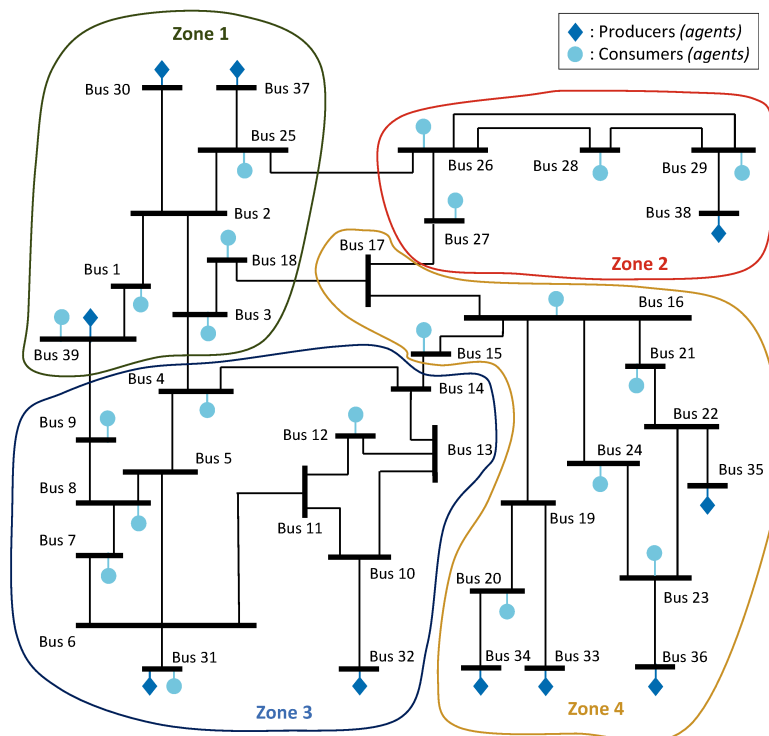 Zone 1
: Producers (agents)
: Consumers (agents)
Bus 30
Bus 37
Bus 25
Bus 26
Bus 28
Bus 29
Bus 2
Bus 38
Bus 27
Bus 17
Bus 18
Bus 1
Zone 2
Bus 16
Bus 3
Bus 39
Bus 15
Bus 21
Bus 4
Bus 14
Bus 9
Bus 22
Bus 12
Bus 13
Bus 5
Bus 24
Bus 35
Bus 8
Bus 19
Bus 11
Bus 7
Bus 10
Bus 20
Bus 23
Bus 6
Bus 31
Bus 32
Bus 34
Bus 33
Bus 36
Zone 3
Zone 4